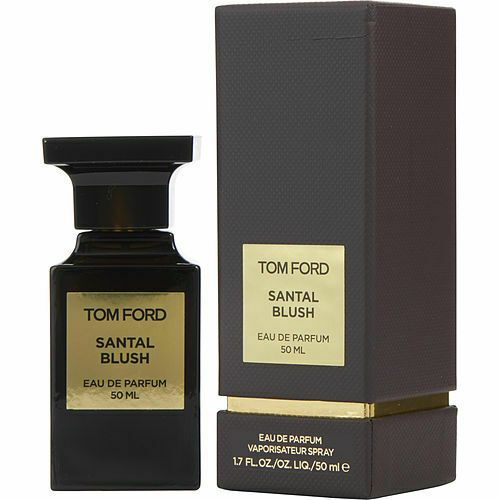 TOM FORD
SANTAL
BLUSH
EAU DE PARFUM
50 ML
TOM FORD
SANTAL
BLUSH
EAU DE PARFUM
50 ML
EAU DE PARFUM
VAPORISATEUR SPRAY
1.7 FL.OZ./OZ. LIQ./50 ml ℮